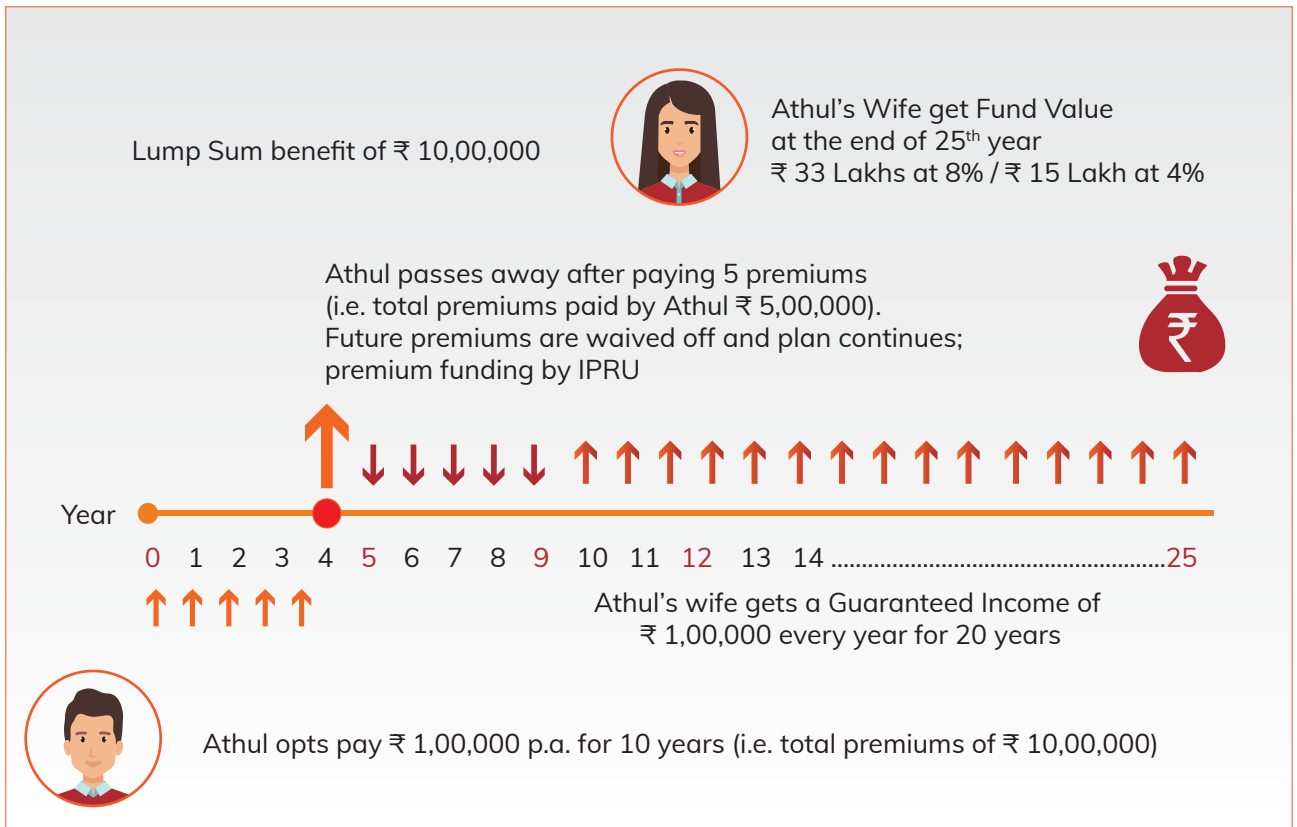 Lump Sum benefit of ₹ 10,00,000
Athul’s Wife get Fund Value
at the end of 25th year
₹ 33 Lakhs at 8% / ₹ 15 Lakh at 4%
Athul passes away after paying 5 premiums
(i.e. total premiums paid by Athul ₹ 5,00,000).
Future premiums are waived off and plan continues;
premium funding by IPRU
₹
Year
0 1 2 3 4 5 6 7 8 9 10 11 12 13 14 ........................................................25
Athul’s wife gets a Guaranteed Income of
₹ 1,00,000 every year for 20 years
Athul opts pay ₹ 1,00,000 p.a. for 10 years (i.e. total premiums of ₹ 10,00,000)